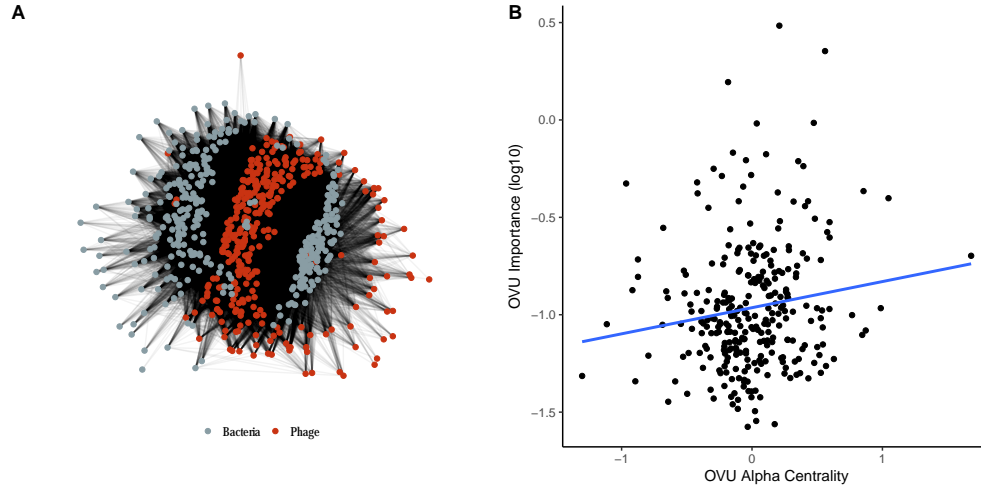 A
Bacteria Phage
B
OVU Importance (log10)
0.5
0.0
−0.5
−1.0
−1.5
−1 0 1
OVU Alpha Centrality